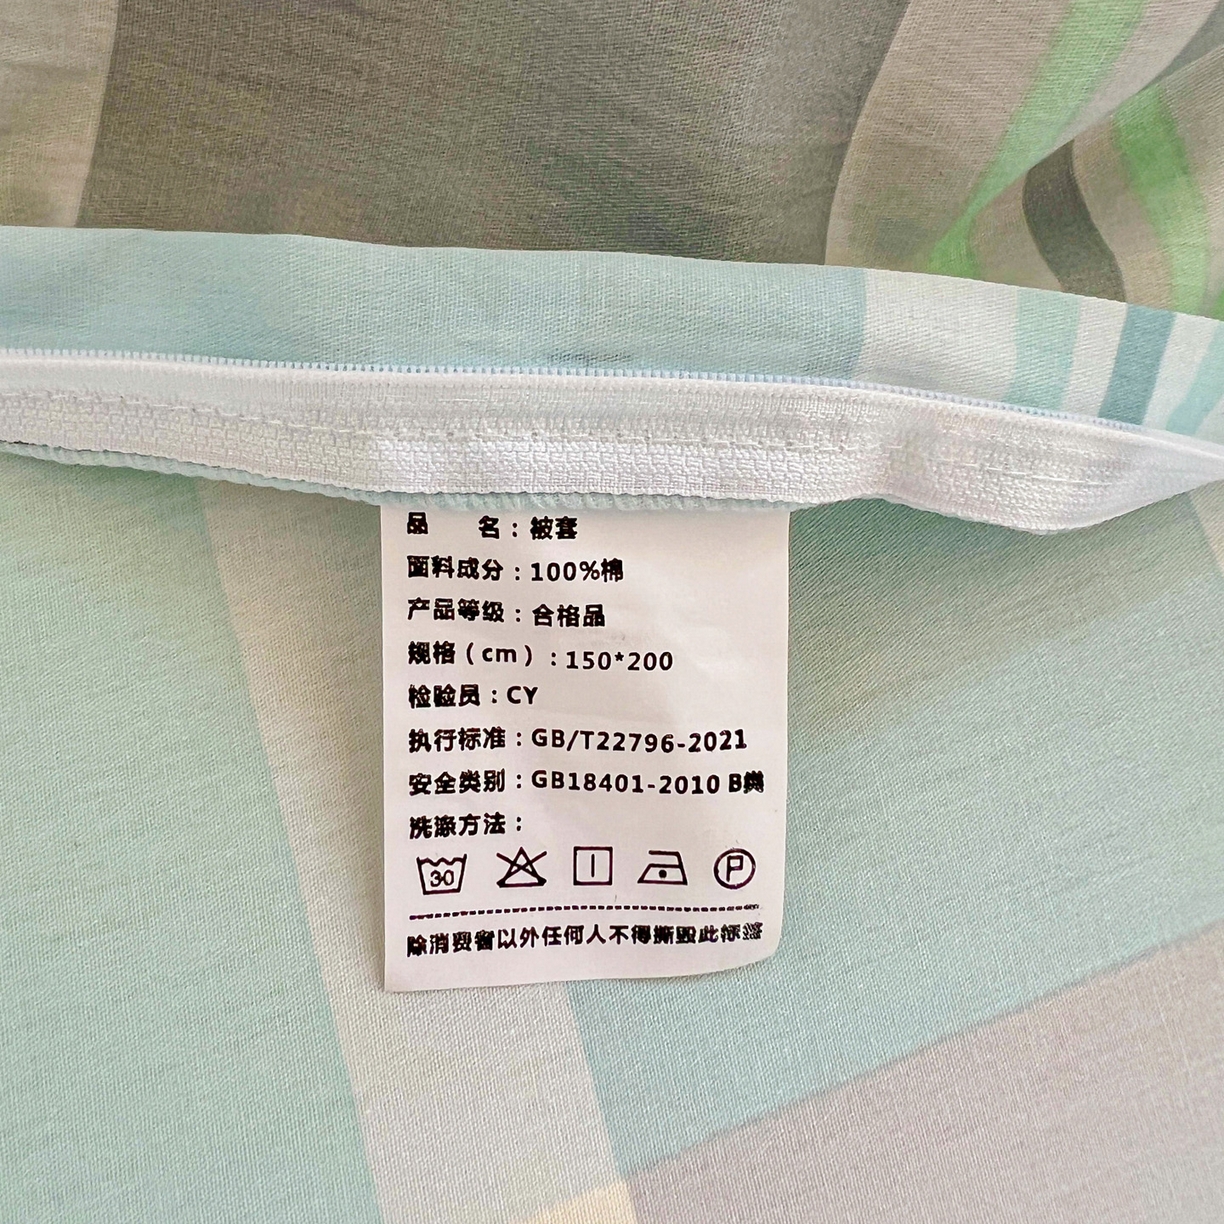 品　　名：被套
面料成分：100%棉
产品等级：合格品
规格（cm）：150*200
检验员：CY
执行标准：GB/T22796-2021
安全类别：GB18401-2010 B类
洗涤方法：
30 P
除消费者以外任何人不得撕毁此标签